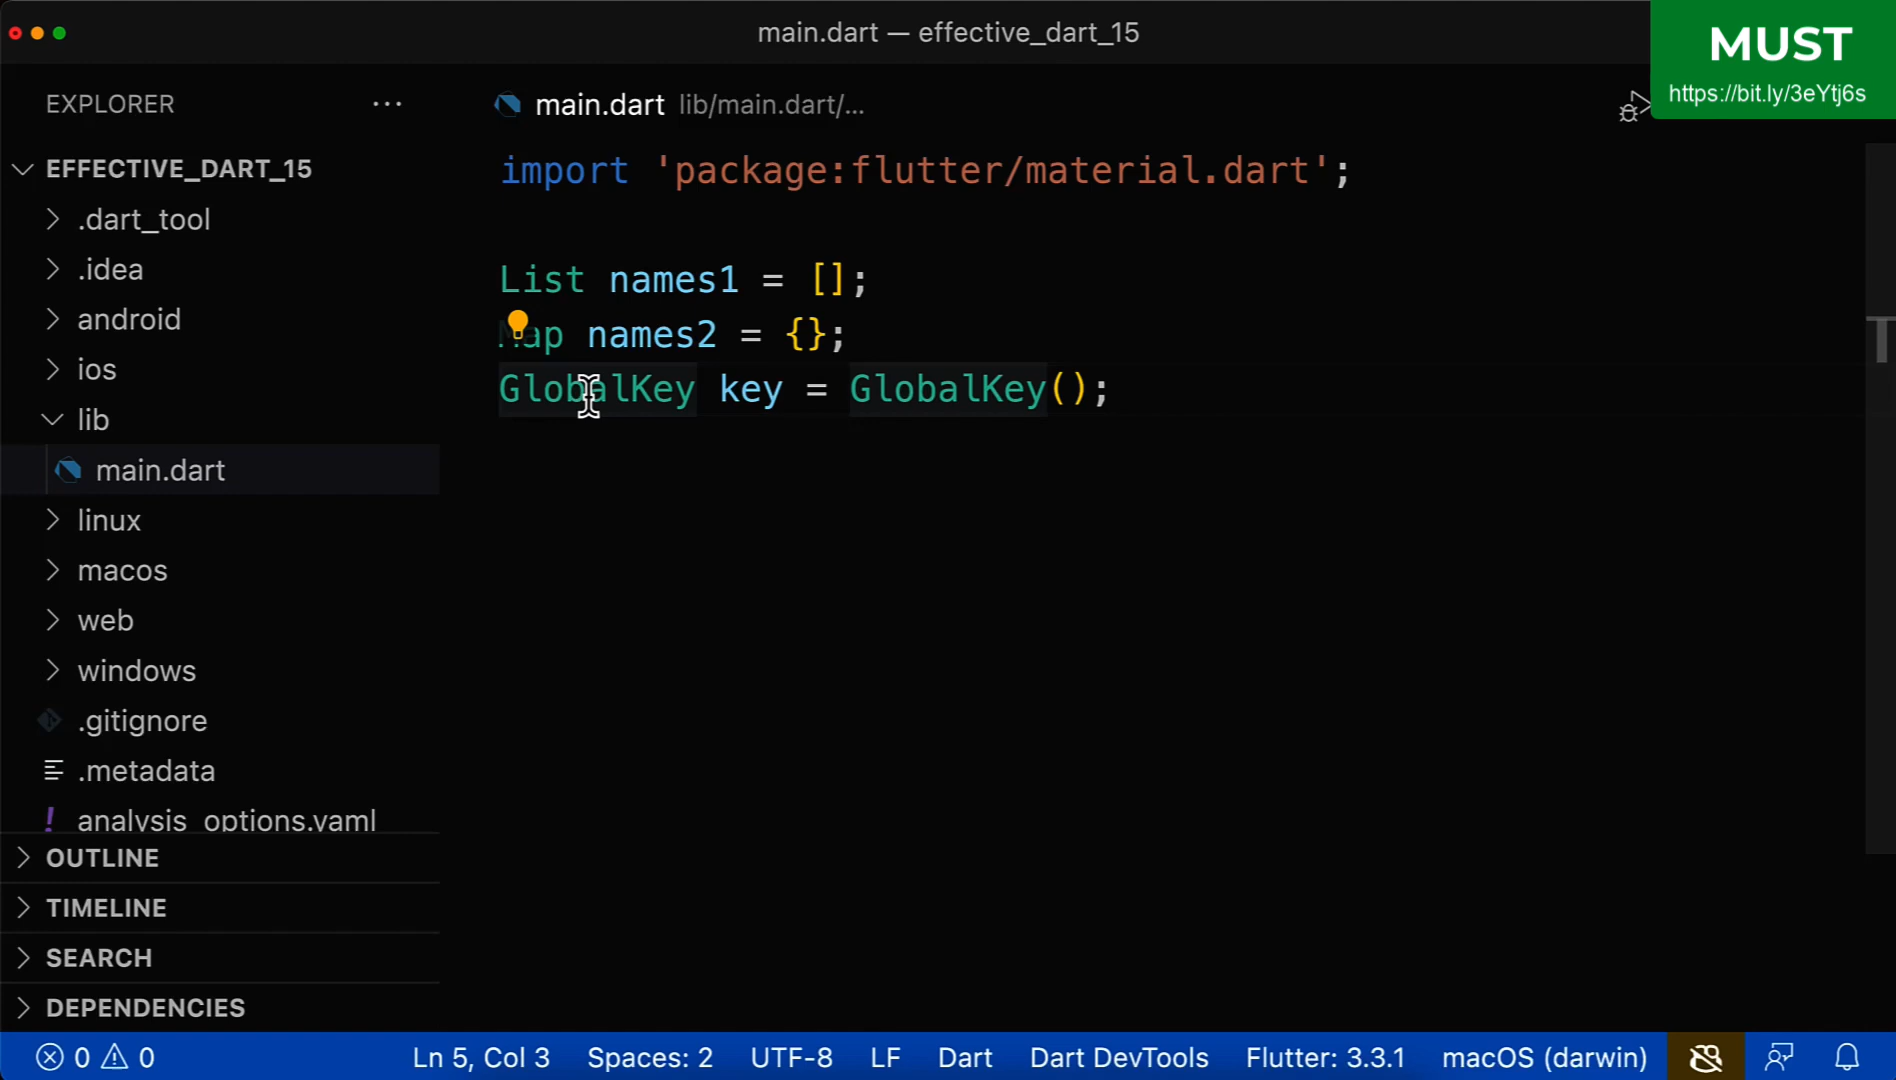 main.dart — effective_dart_15
MUST
https://bit.ly/3eYtj6s
EXPLORER
main.dart lib/main.dart/...
EFFECTIVE_DART_15
.dart_tool
.idea
android
ios
lib
main.dart
linux
macos
web
windows
.gitignore
.metadata
analysis_options.yaml
OUTLINE
TIMELINE
SEARCH
DEPENDENCIES
import 'package:flutter/material.dart';
List names1 = [];
Map names2 = {};
GlobalKey key = GlobalKey();
0 0 Ln 5, Col 3 Spaces: 2 UTF-8 LF Dart Dart DevTools Flutter: 3.3.1 macOS (darwin)